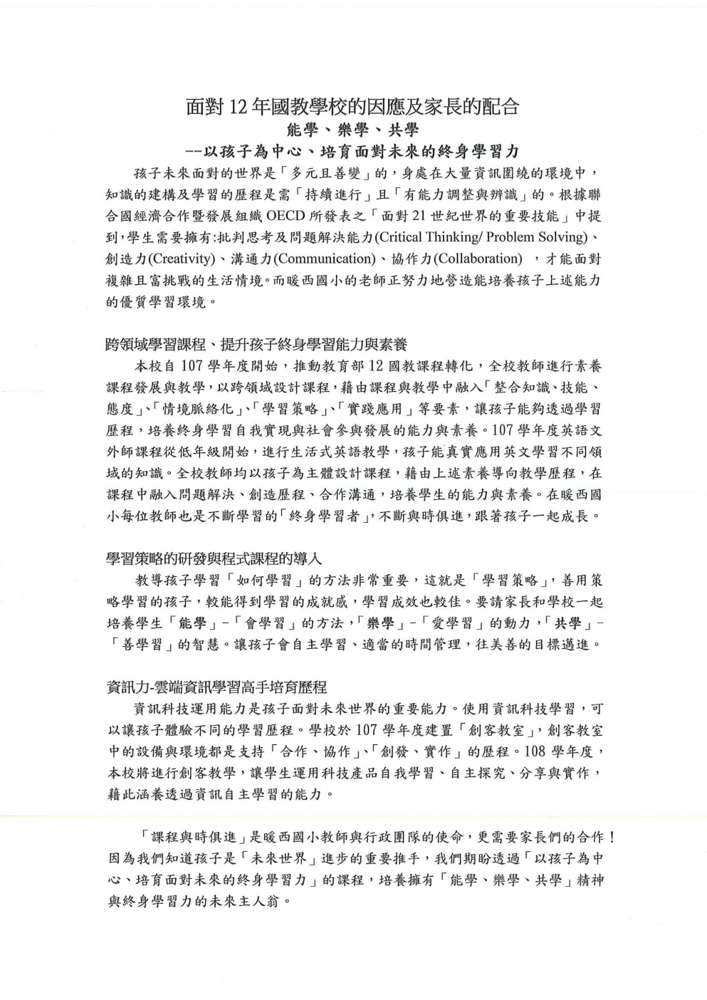 面對 12 年國教學校的因應及家長的配合
能學、樂學、共學
--以孩子為中心、培育面對未來的終身學習力
孩子未來面對的世界是「多元且善變」的，身處在大量資訊圍繞的環境中，
知識的建構及學習的歷程是需「持續進行」且「有能力調整與辨識」的。根據聯
合國經濟合作暨發展組織 OECD 所發表之「面對 21 世紀世界的重要技能」中提
到，學生需要擁有:批判思考及問題解決能力(Critical Thinking/ Problem Solving)、
創造力(Creativity)、溝通力(Communication)、協作力(Collaboration) ，才能面對
複雜且富挑戰的生活情境。而暖西國小的老師正努力地營造能培養孩子上述能力
的優質學習環境。
跨領域學習課程、提升孩子終身學習能力與素養
本校自 107 學年度開始，推動教育部 12 國教課程轉化，全校教師進行素養
課程發展與教學，以跨領域設計課程，藉由課程與教學中融入「整合知識、技能、
態度」、「情境脈絡化」、「學習策略」、「實踐應用」等要素，讓孩子能夠透過學習
歷程，培養終身學習自我實現與社會參與發展的能力與素養。107 學年度英語文
外師課程從低年級開始，進行生活式英語教學，孩子能真實應用英文學習不同領
域的知識。全校教師均以孩子為主體設計課程，藉由上述素養導向教學歷程，在
課程中融入問題解決、創造歷程、合作溝通，培養學生的能力與素養。在暖西國
小每位教師也是不斷學習的「終身學習者」，不斷與時俱進，跟著孩子一起成長。
學習策略的研發與程式課程的導入
教導孩子學習「如何學習」的方法非常重要，這就是「學習策略」，善用策
略學習的孩子，較能得到學習的成就感，學習成效也較佳。要請家長和學校一起
培養學生「能學」-「會學習」的方法，「樂學」-「愛學習」的動力，「共學」-
「善學習」的智慧。讓孩子會自主學習、適當的時間管理，往美善的目標邁進。
資訊力-雲端資訊學習高手培育歷程
資訊科技運用能力是孩子面對未來世界的重要能力。使用資訊科技學習，可
以讓孩子體驗不同的學習歷程。學校於 107 學年度建置「創客教室」，創客教室
中的設備與環境都是支持「合作、協作」、「創發、實作」的歷程。108 學年度，
本校將進行創客教學，讓學生運用科技產品自我學習、自主探究、分享與實作，
藉此涵養透過資訊自主學習的能力。
「課程與時俱進」是暖西國小教師與行政團隊的使命，更需要家長們的合作！
因為我們知道孩子是「未來世界」進步的重要推手，我們期盼透過「以孩子為中
心、培育面對未來的終身學習力」的課程，培養擁有「能學、樂學、共學」精神
與終身學習力的未來主人翁。